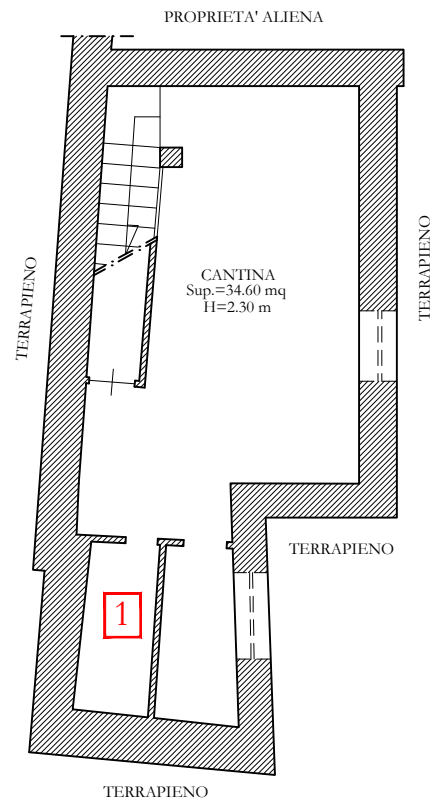 PROPRIETA' ALIENA
TERRAPIENO
TERRAPIENO
CANTINA
Sup.=34.60 mq
H=2.30 m
TERRAPIENO
1
TERRAPIENO